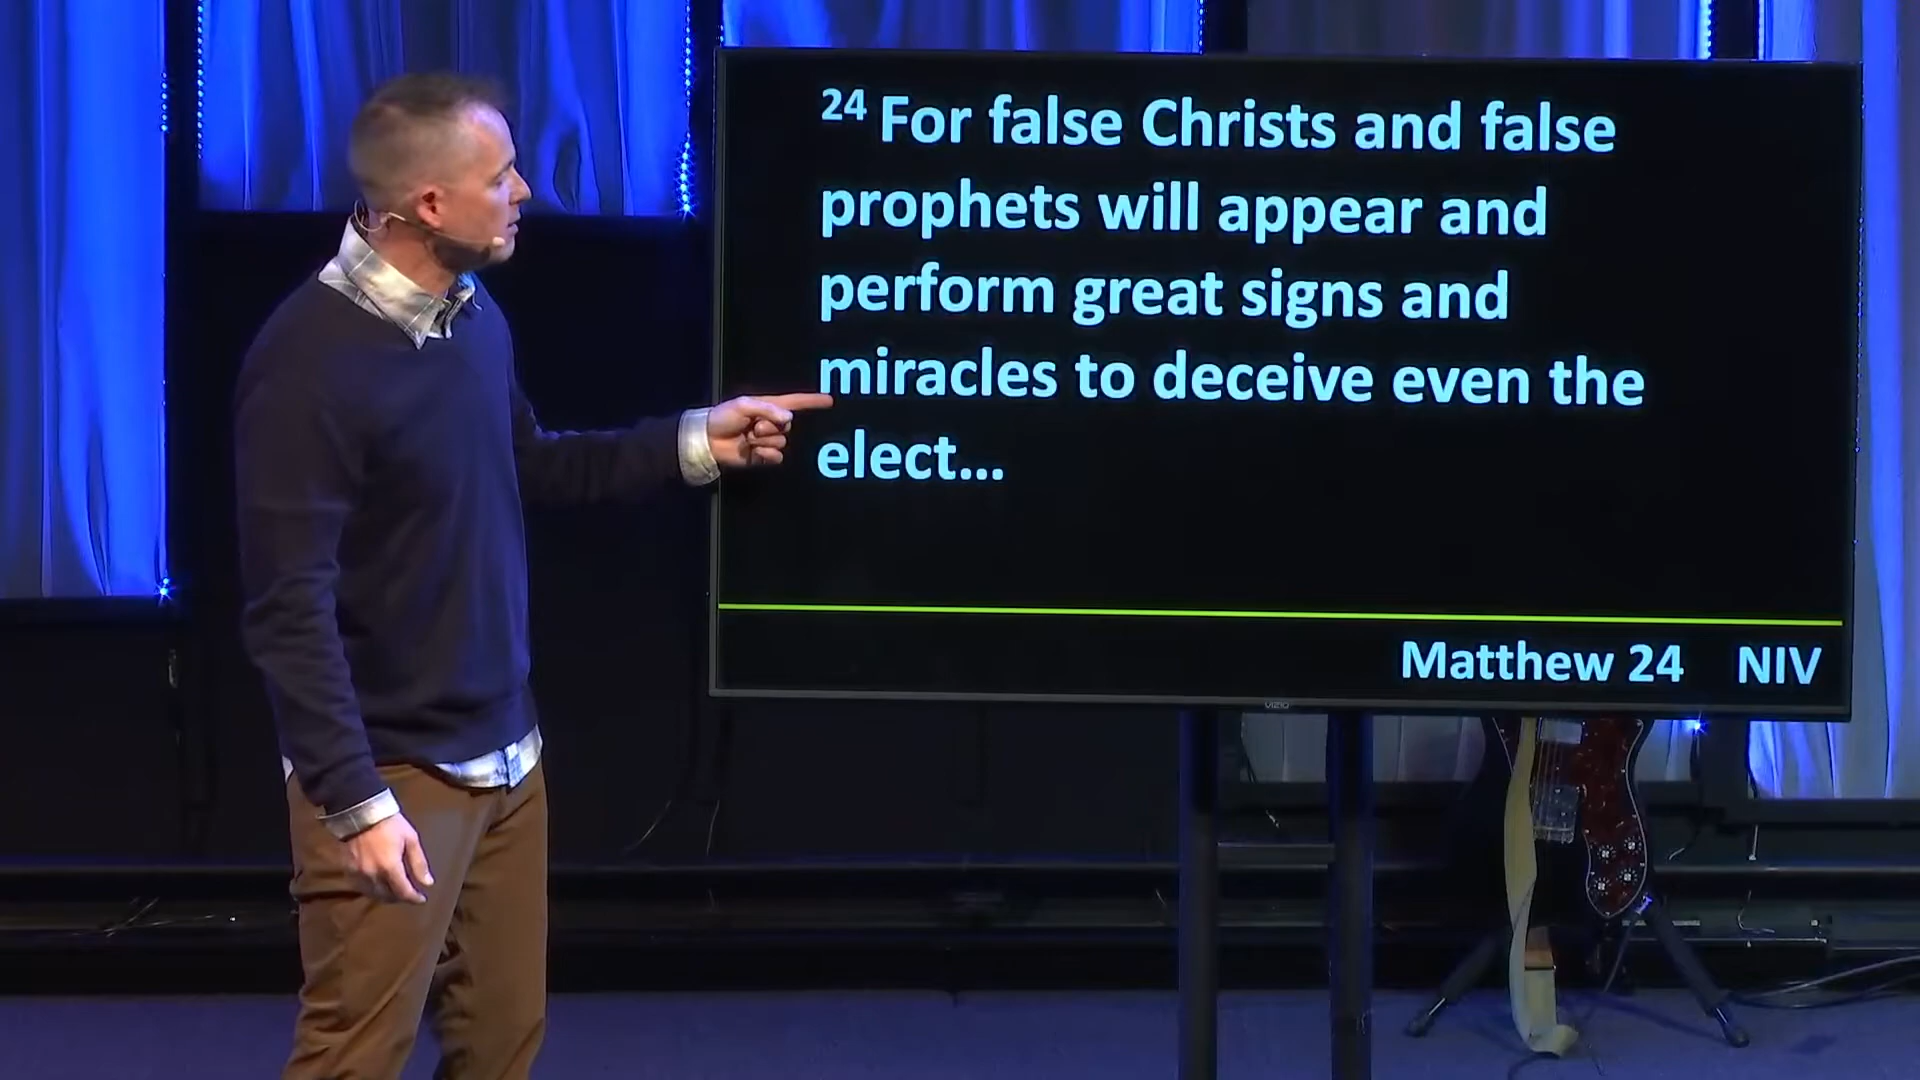 24 For false Christs and false
prophets will appear and
perform great signs and
miracles to deceive even the
elect...
Matthew 24 NIV
VIZIO